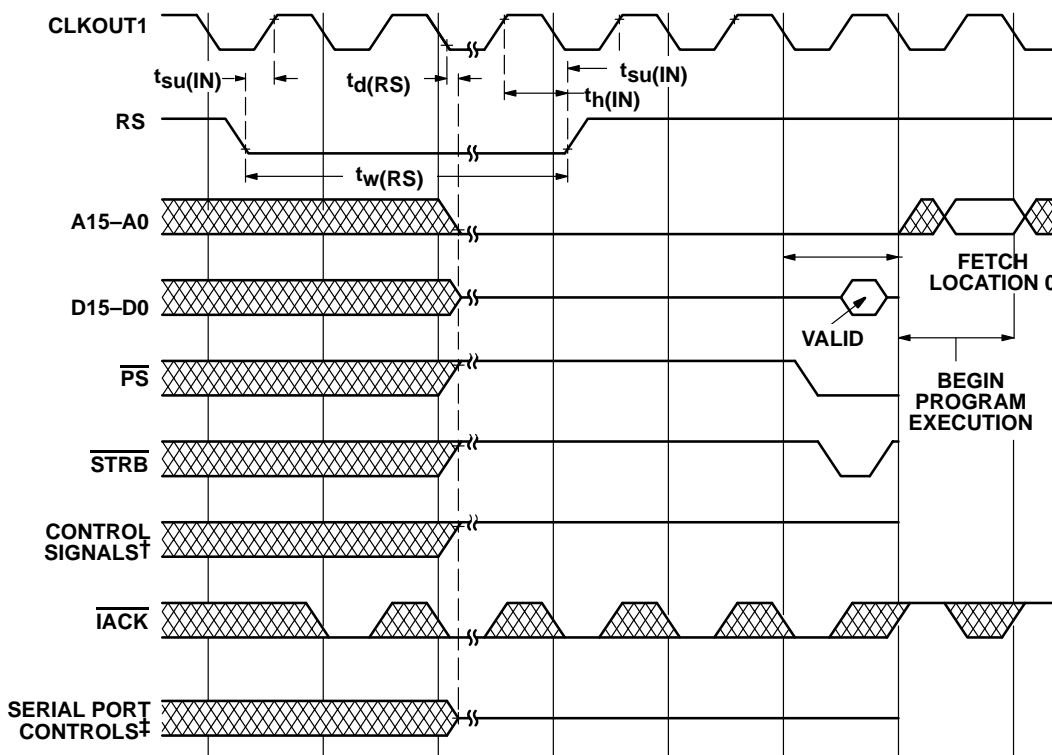 CLKOUT1
tsu(IN)
td(RS)
tsu(IN)
th(IN)
RS
tw(RS)
A15–A0
FETCH
LOCATION 0
D15–D0
VALID
PS
BEGIN
PROGRAM
EXECUTION
STRB
CONTROL
SIGNALS†
IACK
SERIAL PORT
CONTROLS‡